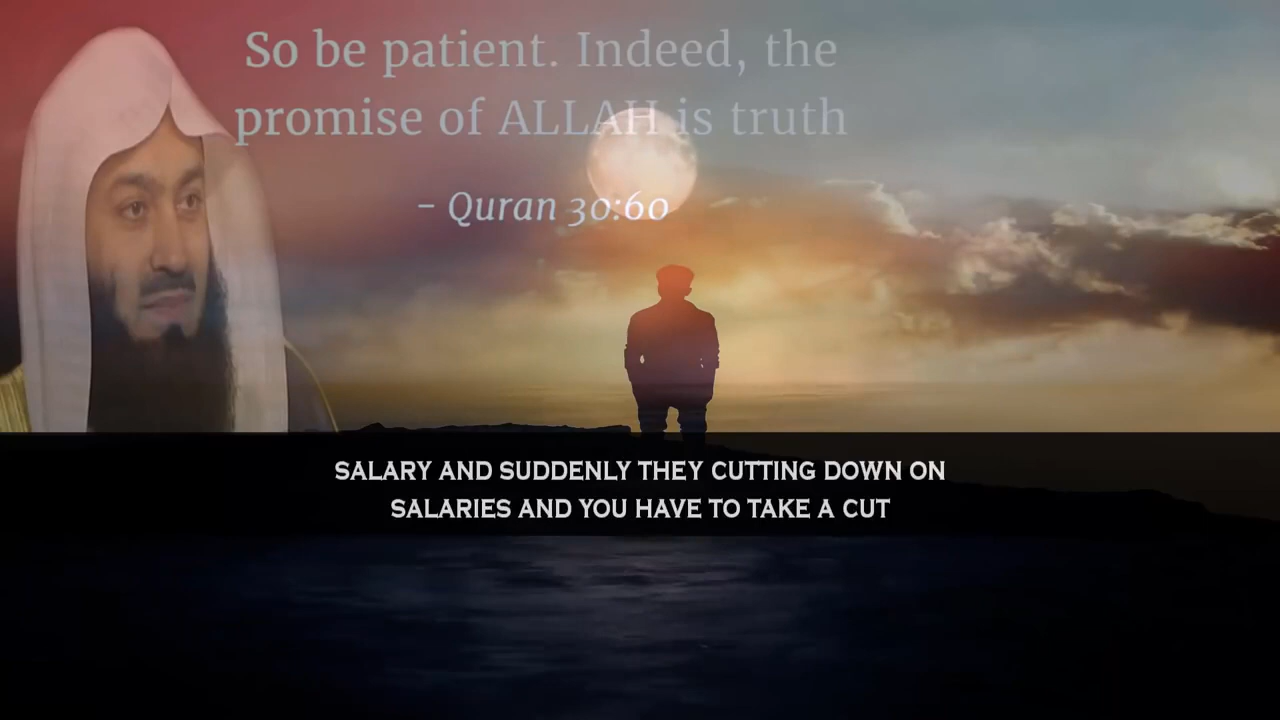 So be patient. Indeed, the
promise of ALLAH is truth
– Quran 30:60
SALARY AND SUDDENLY THEY CUTTING DOWN ON
SALARIES AND YOU HAVE TO TAKE A CUT